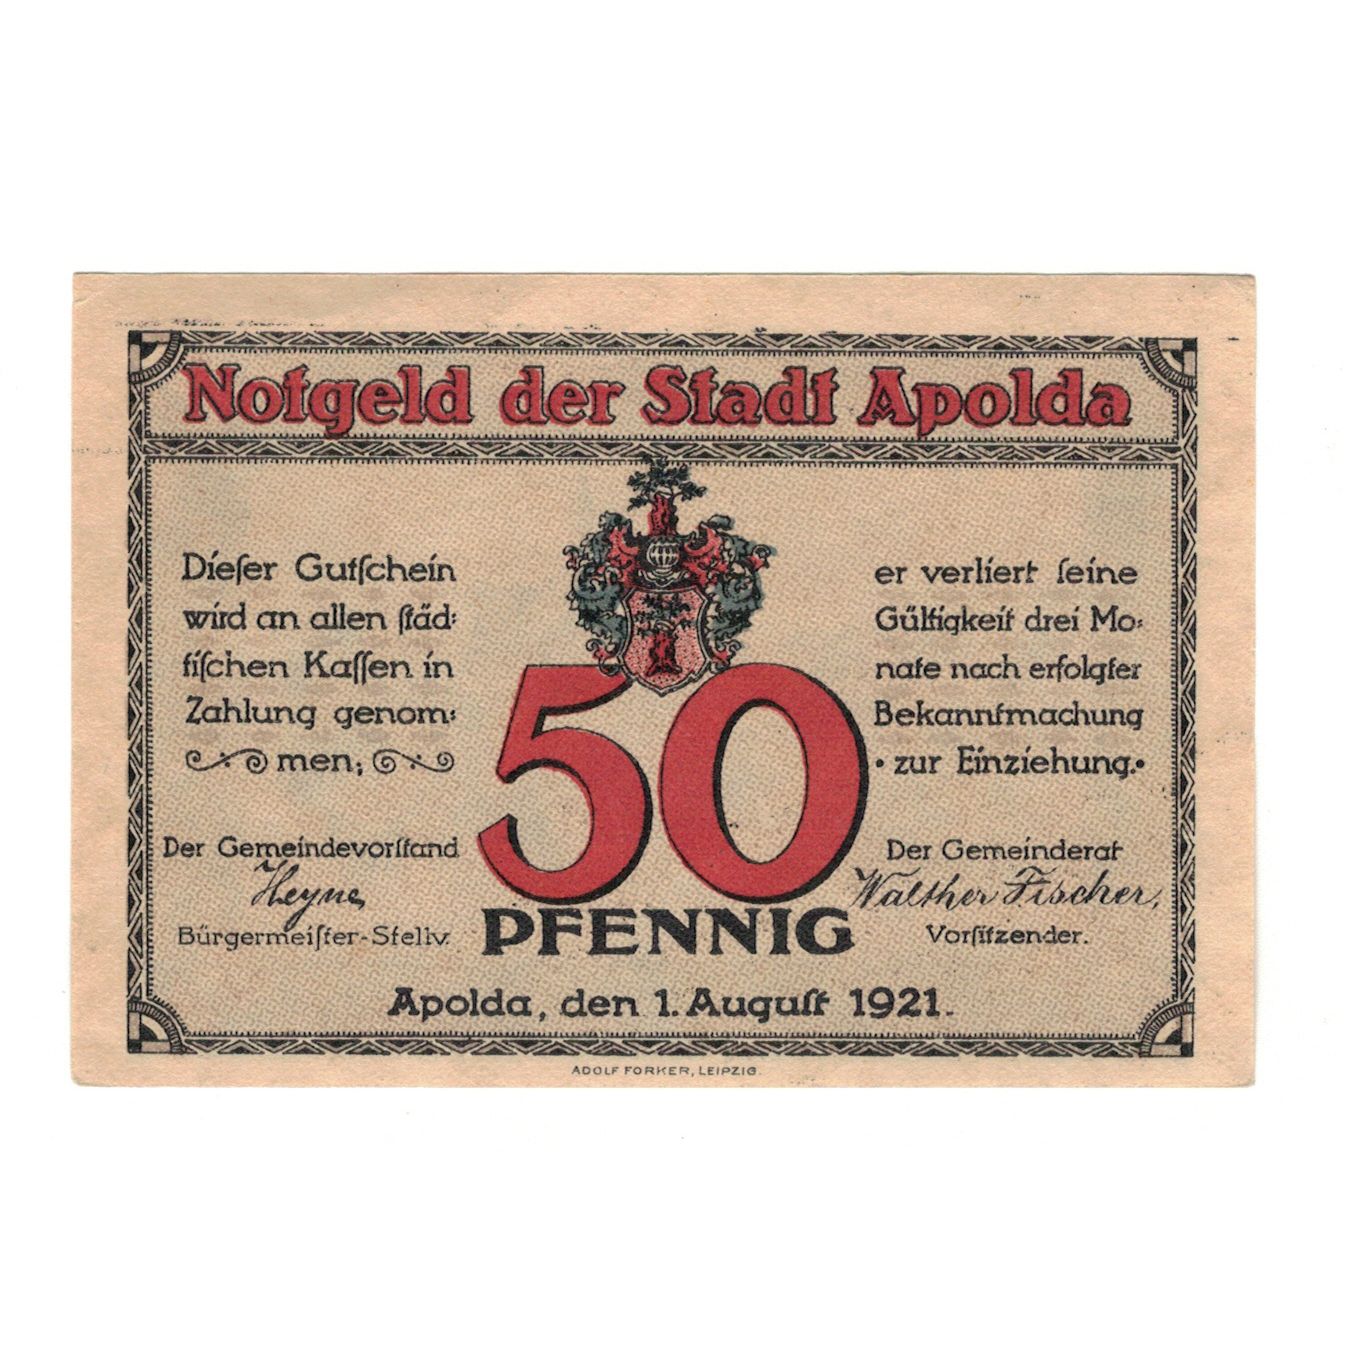 Notgeld der Stadt Apolda
Dieſer Gutſchein
wird an allen ſtäd⸗
tiſchen Kaſſen in
Zahlung genom⸗
men;
er verliert ſeine
Gültigkeit drei Mo⸗
nate nach erfolgter
Bekanntmachung
• zur Einziehung.•
50
PFENNIG
Der Gemeindevorſtand
Heyne
Bürgermeiſter-Stellv.
Der Gemeinderat
Walther Fischer,
Vorſitzender.
Apolda, den 1. Auguſt 1921.
ADOLF FORKER, LEIPZIG.